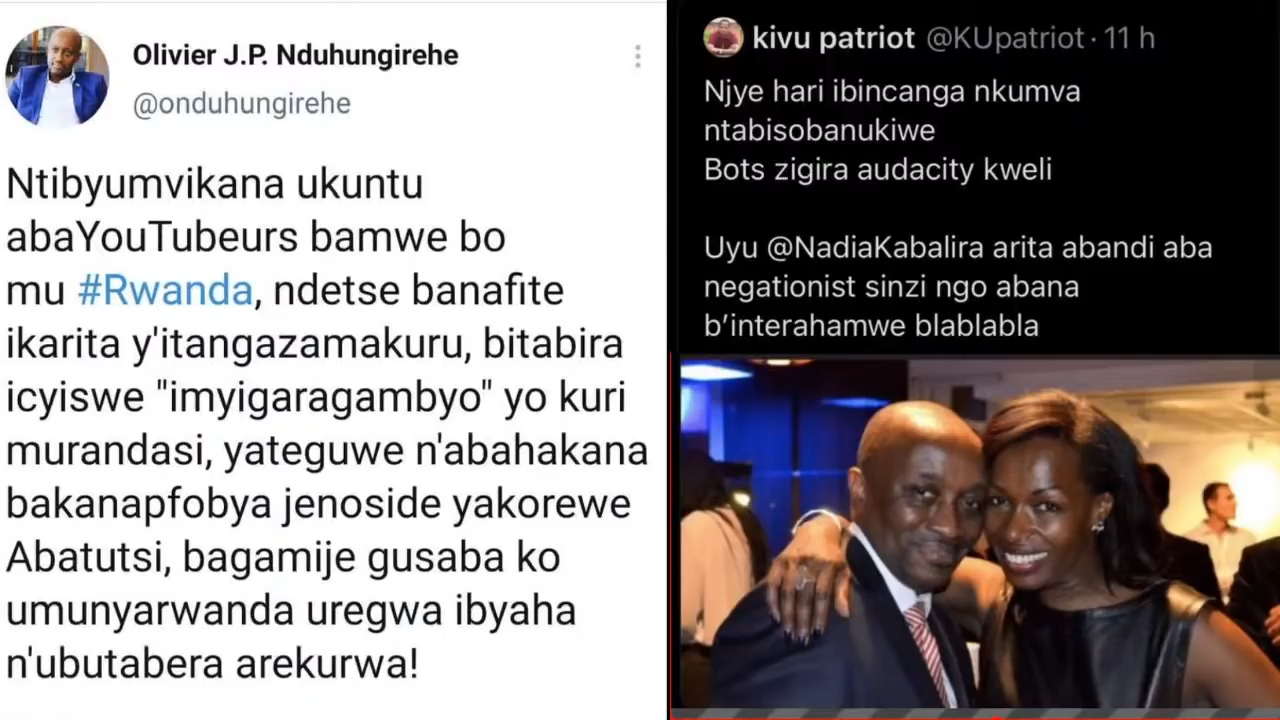 Olivier J.P. Nduhungirehe
@onduhungirehe
Ntibyumvikana ukuntu
abaYouTubeurs bamwe bo
mu #Rwanda, ndetse banafite
ikarita y'itangazamakuru, bitabira
icyiswe "imyigaragambyo" yo kuri
murandasi, yateguwe n'abahakana
bakanapfobya jenoside yakorewe
Abatutsi, bagamije gusaba ko
umunyarwanda uregwa ibyaha
n'ubutabera arekurwa!
kivu patriot @KUpatriot · 11 h
Njye hari ibincanga nkumva
ntabisobanukiwe
Bots zigira audacity kweli
Uyu @NadiaKabalira arita abandi aba
negationist sinzi ngo abana
b’interahamwe blablabla